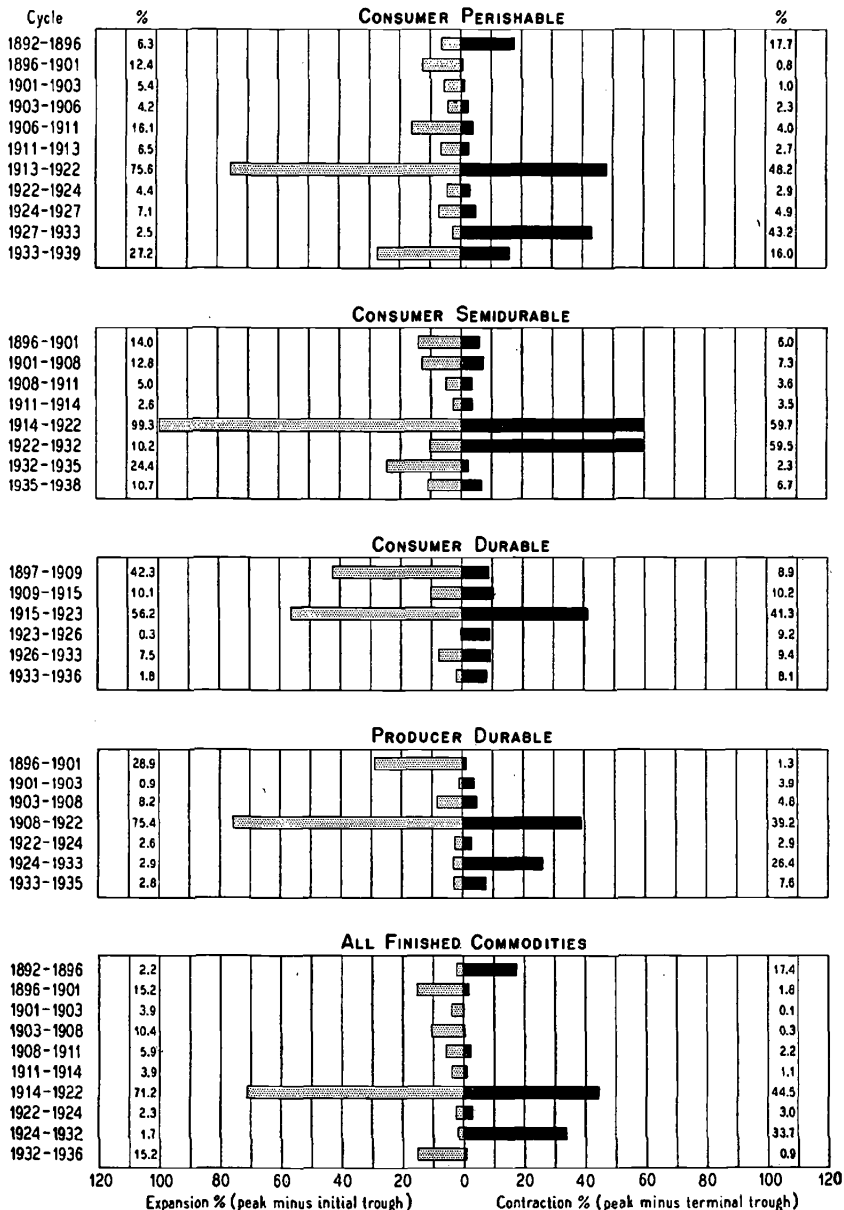 Cycle % CONSUMER PERISHABLE %
1892-1896 6.3 17.7
1896-1901 12.4 0.8
1901-1903 5.4 1.0
1903-1906 4.2 2.3
1906-1911 16.1 4.0
1911-1913 6.5 2.7
1913-1922 75.6 48.2
1922-1924 4.4 2.9
1924-1927 7.1 4.9
1927-1933 2.5 43.2
1933-1939 27.2 16.0
CONSUMER SEMIDURABLE
1896-1901 14.0 6.0
1901-1908 12.8 7.3
1908-1911 5.0 3.6
1911-1914 2.6 3.5
1914-1922 99.3 59.7
1922-1932 10.2 59.5
1932-1935 24.4 2.3
1935-1938 10.7 6.7
CONSUMER DURABLE
1897-1909 42.3 8.9
1909-1915 10.1 10.2
1915-1923 56.2 41.3
1923-1926 0.3 9.2
1926-1933 7.5 9.4
1933-1936 1.8 8.1
PRODUCER DURABLE
1896-1901 28.9 1.3
1901-1903 0.9 3.9
1903-1908 8.2 4.8
1908-1922 75.4 39.2
1922-1924 2.6 2.9
1924-1933 2.9 26.4
1933-1935 2.8 7.6
ALL FINISHED COMMODITIES
1892-1896 2.2 17.4
1896-1901 15.2 1.8
1901-1903 3.9 0.1
1903-1908 10.4 0.3
1908-1911 5.9 2.2
1911-1914 3.9 1.1
1914-1922 71.2 44.5
1922-1924 2.3 3.0
1924-1932 1.7 33.7
1932-1936 15.2 0.9
120 100 80 60 40 20 0 20 40 60 80 100 120
Expansion % (peak minus initial trough) Contraction % (peak minus terminal trough)